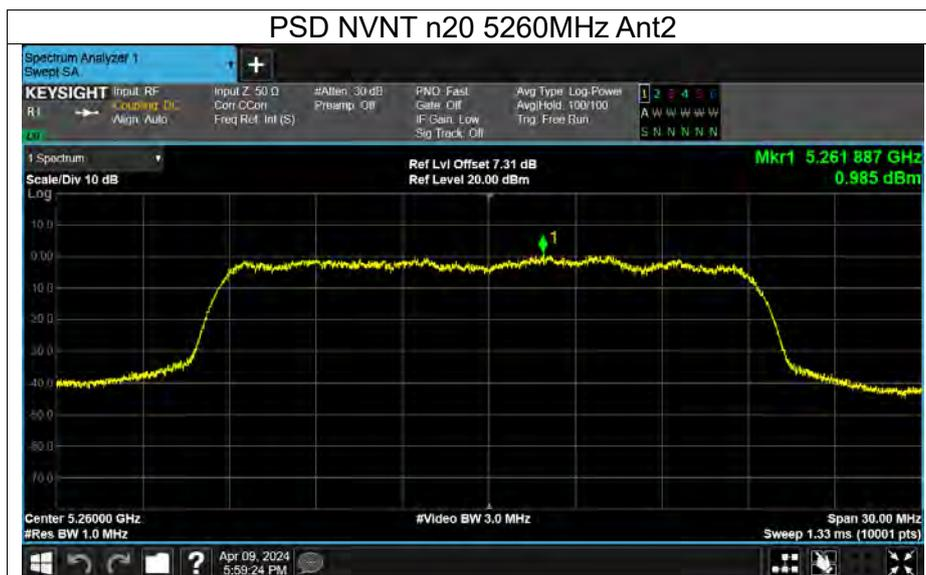 PSD NVNT n20 5260MHz Ant2
Spectrum Analyzer 1
Swept SA
+
KEYSIGHT
RL
Input: RF
Coupling: DC
Align: Auto
Input Z: 50 Ω
Corr CCorr
Freq Ref: Int (S)
#Atten: 30 dB
Preamp: Off
PNO: Fast
Gate: Off
IF Gain: Low
Sig Track: Off
Avg Type: Log-Power
Avg|Hold: 100/100
Trig: Free Run
1 2 3 4 5 6
A W W W W W
S N N N N N
1 Spectrum
Scale/Div 10 dB
Log
Ref Lvl Offset 7.31 dB
Ref Level 20.00 dBm
Mkr1 5.261 887 GHz
0.985 dBm
10.0
0.00
-10.0
-20.0
-30.0
-40.0
-50.0
-60.0
-70.0
1
Center 5.26000 GHz
#Res BW 1.0 MHz
#Video BW 3.0 MHz
Span 30.00 MHz
Sweep 1.33 ms (10001 pts)
?
Apr 09, 2024
5:59:24 PM